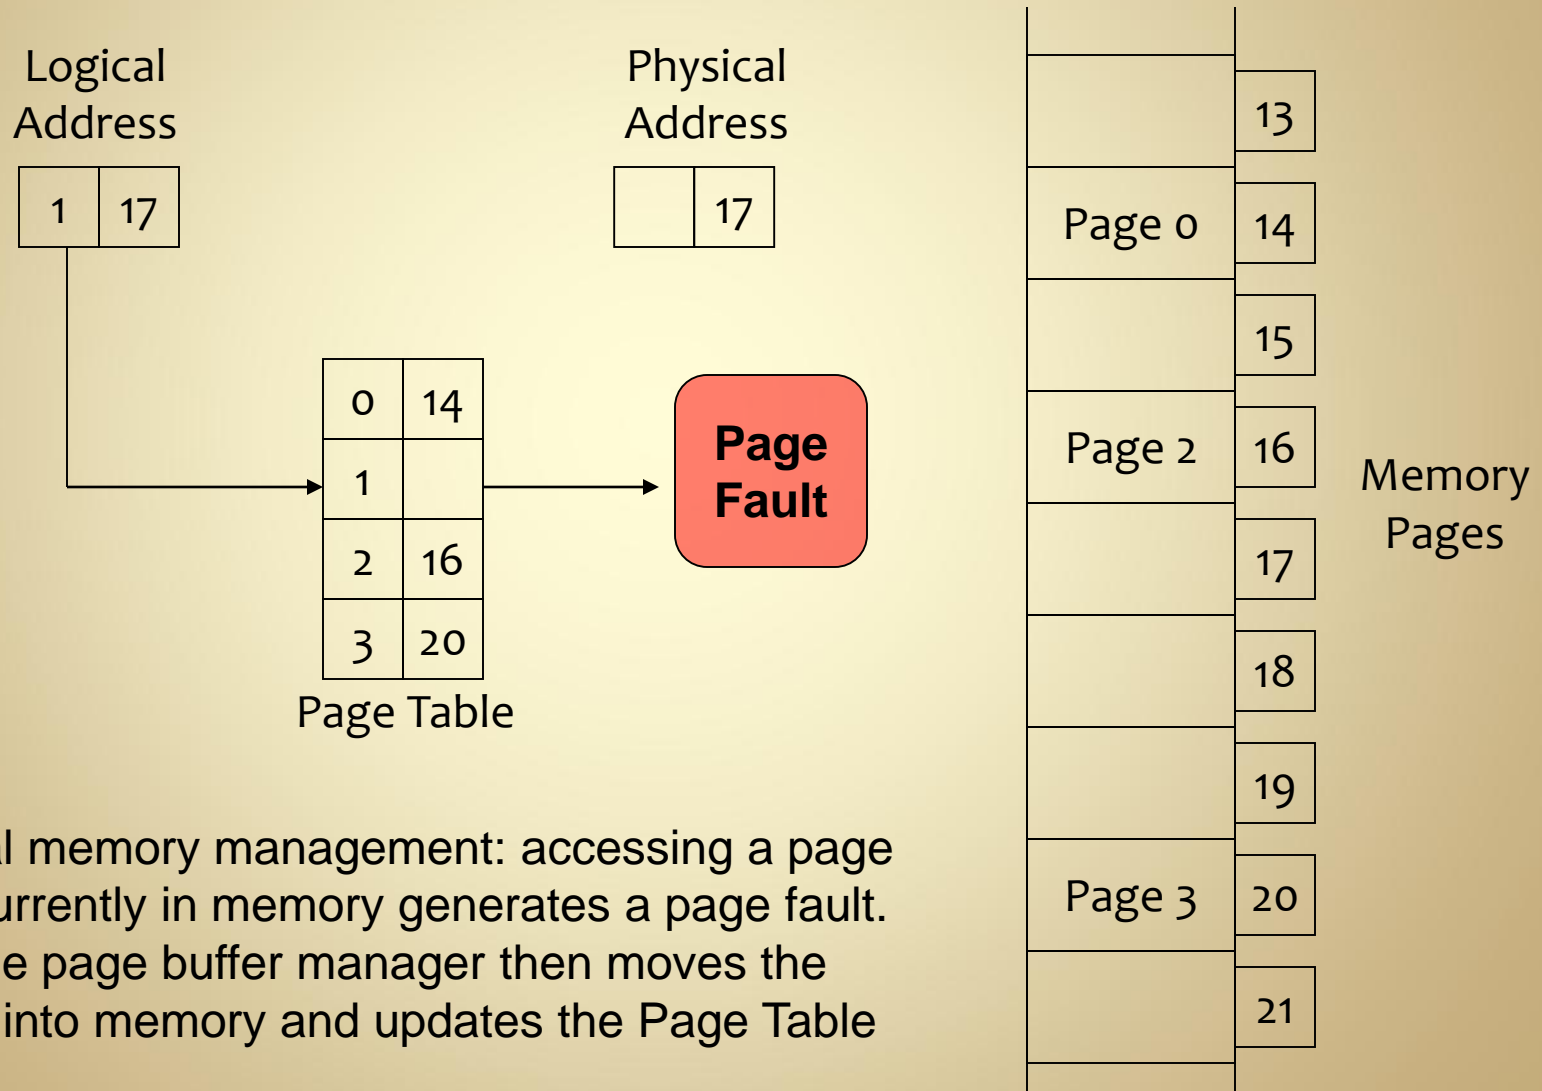 Logical
Address
1 17
Physical
Address
17
0 14
1
2 16
3 20
Page Table
Page
Fault
13
Page 0 14
15
Page 2 16
17
18
19
Page 3 20
21
Memory
Pages
memory management: accessing a page
currently in memory generates a page fault.
page buffer manager then moves the
into memory and updates the Page Table